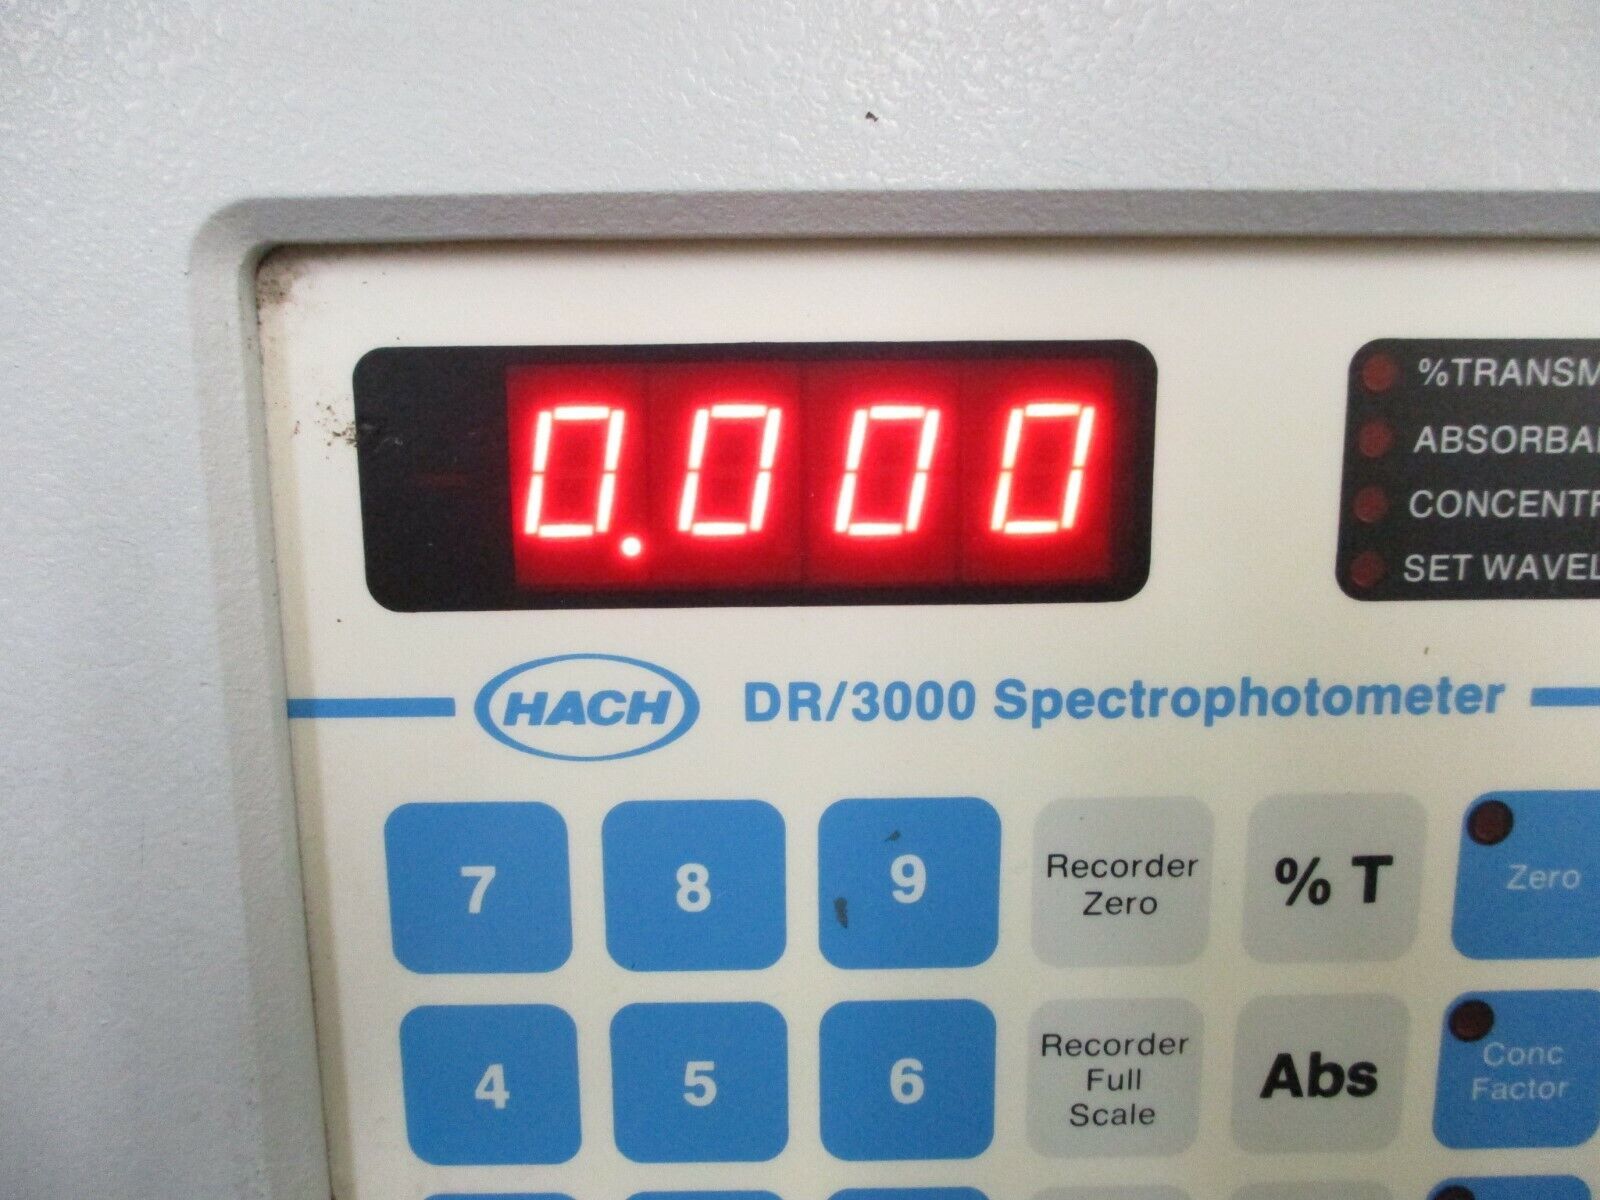 0.000
%TRANSM
ABSORBA
CONCENTR
SET WAVEL
HACH
DR/3000 Spectrophotometer
7
8
9
Recorder
Zero
% T
Zero
4
5
6
Recorder
Full
Scale
Abs
Conc
Factor